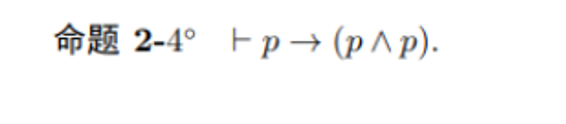 命题 2-4° ⊢ p → (p ∧ p).